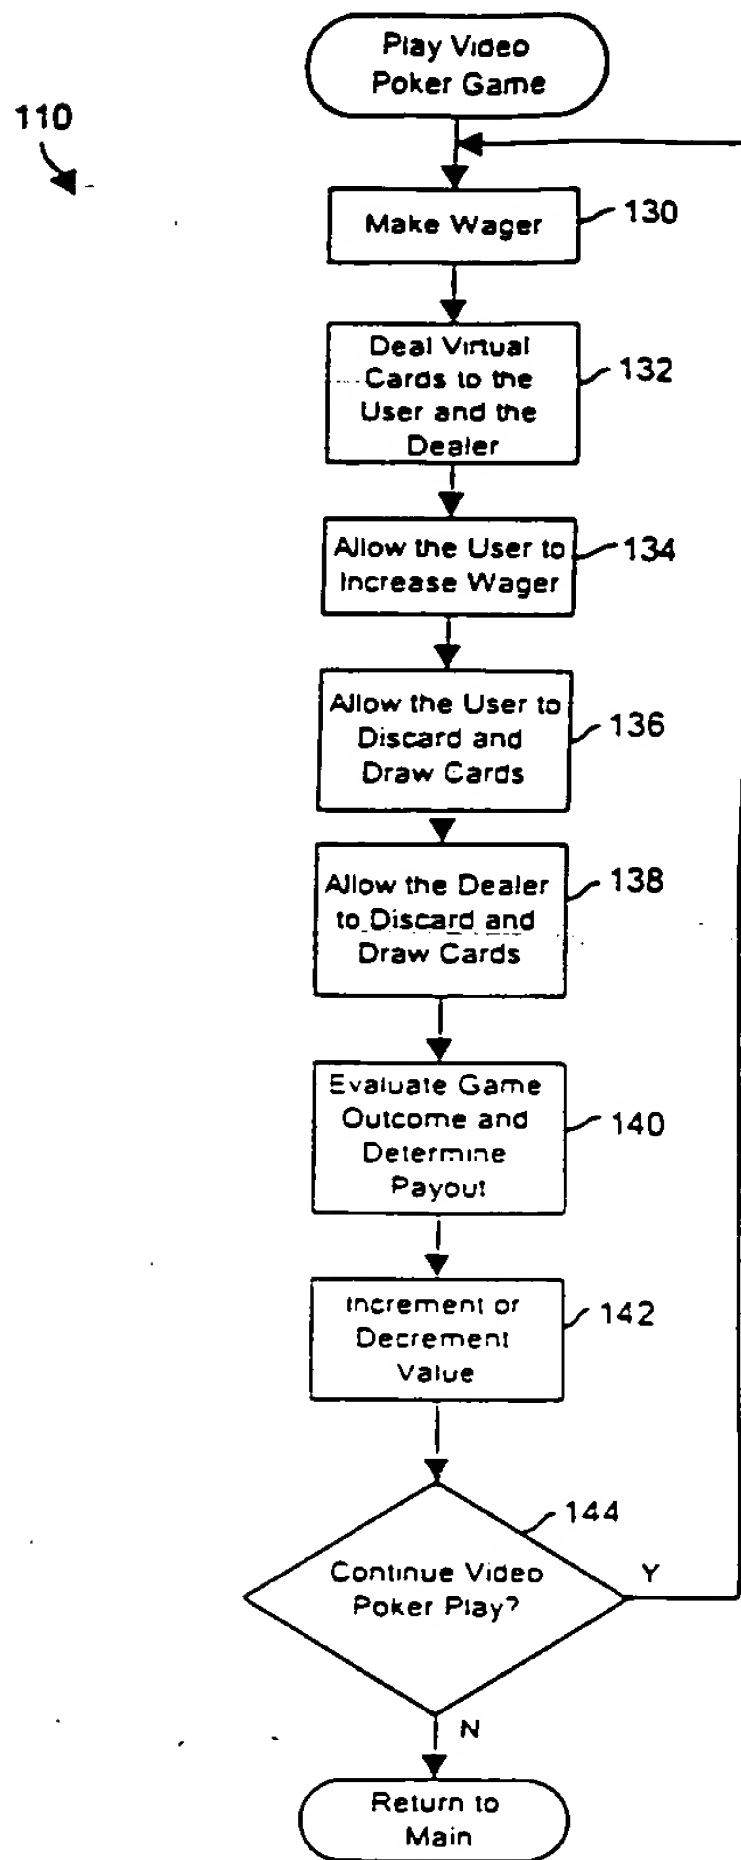 Play Video
Poker Game
110
Make Wager
130
Deal Virtual
Cards to the
User and the
Dealer
132
Allow the User to
Increase Wager
134
Allow the User to
Discard and
Draw Cards
136
Allow the Dealer
to Discard and
Draw Cards
138
Evaluate Game
Outcome and
Determine
Payout
140
Increment or
Decrement
Value
142
144
Continue Video
Poker Play?
Y
N
Return to
Main